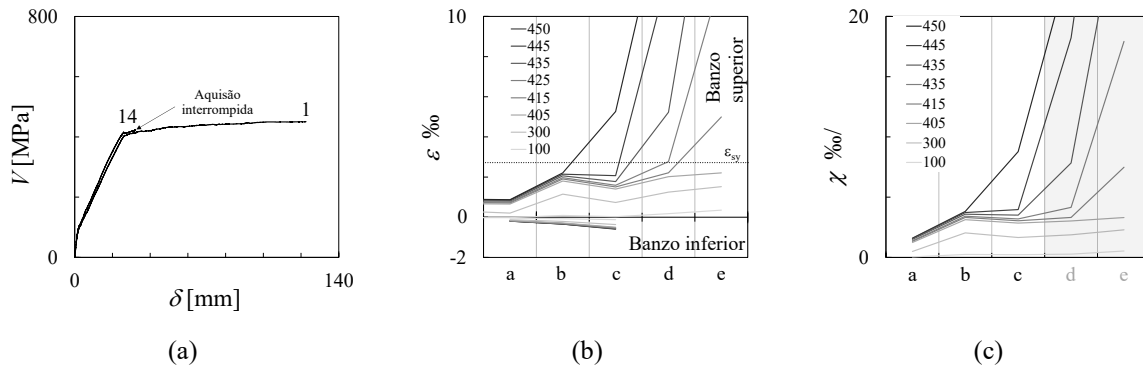 800
V [MPa]
0
14
Aquisão
interrompida
1
0
140
δ [mm]
(a)
10
ε ‰
0
-2
450
445
435
425
415
405
300
100
Banzo
superior
εsy
Banzo inferior
a b c d e
(b)
20
χ ‰/
0
450
445
435
435
415
405
300
100
a b c d e
(c)